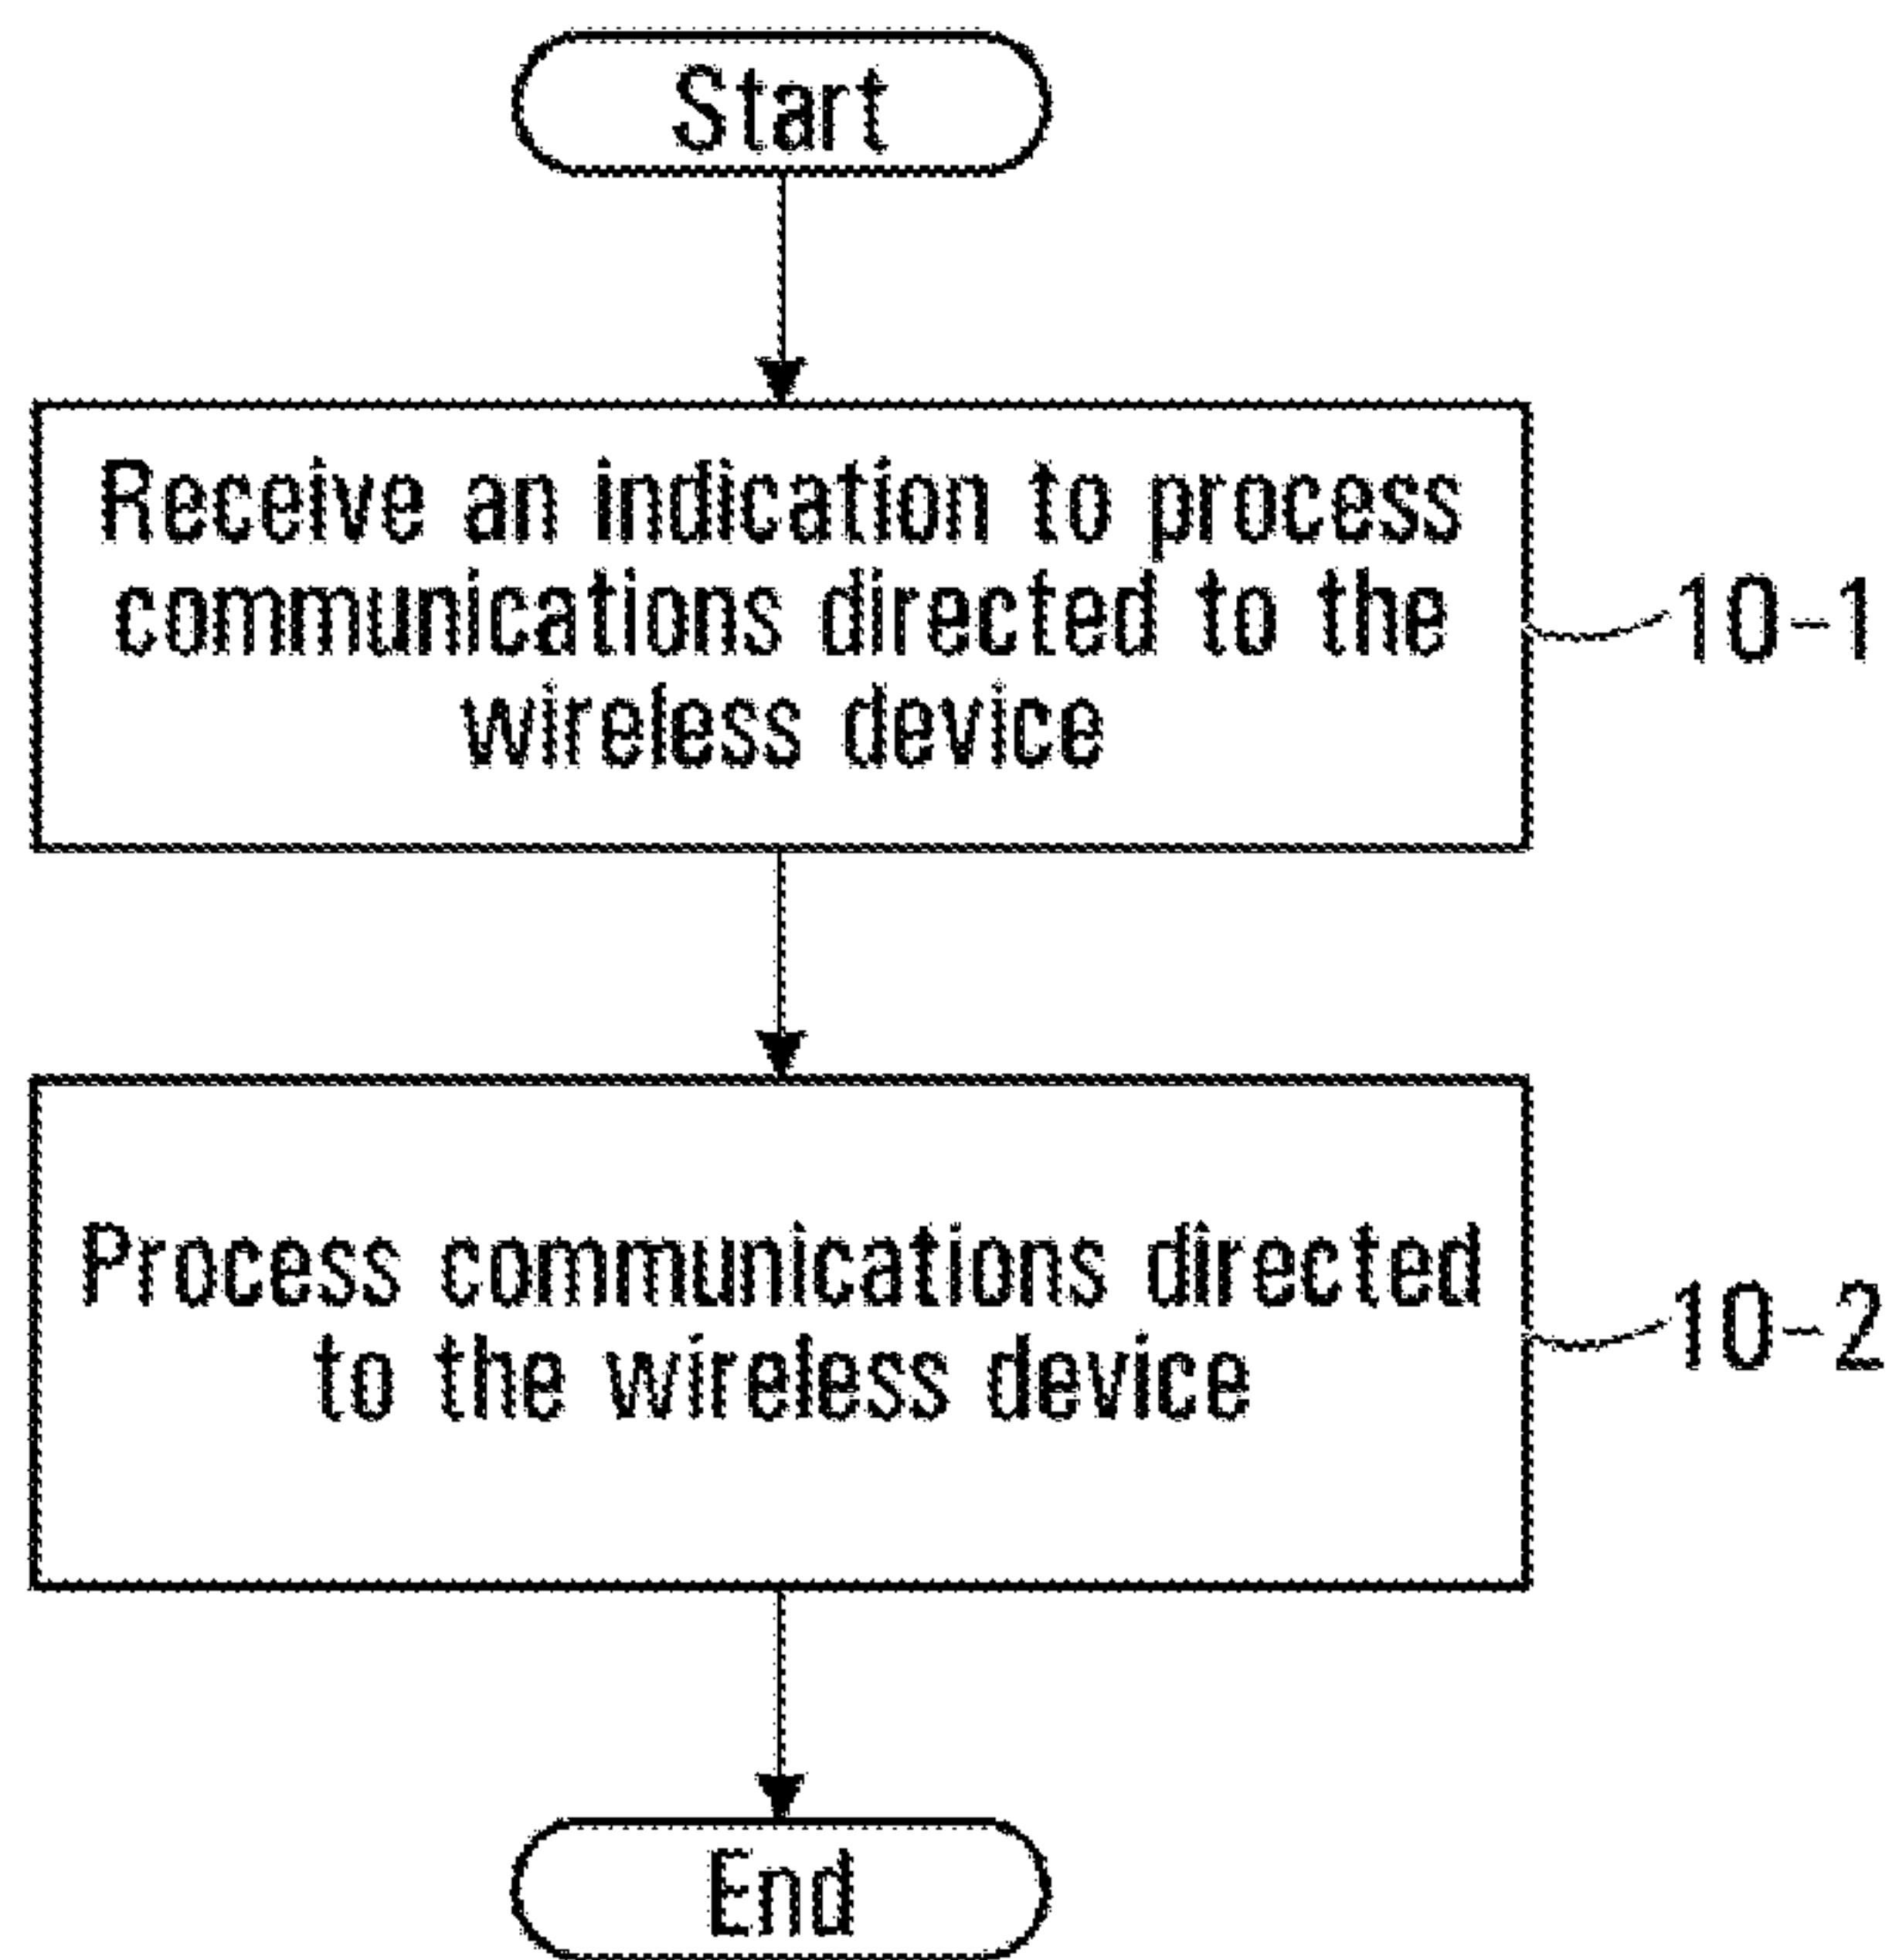 Start
Receive an indication to process
communications directed to the
wireless device
10-1
Process communications directed
to the wireless device
10-2
End